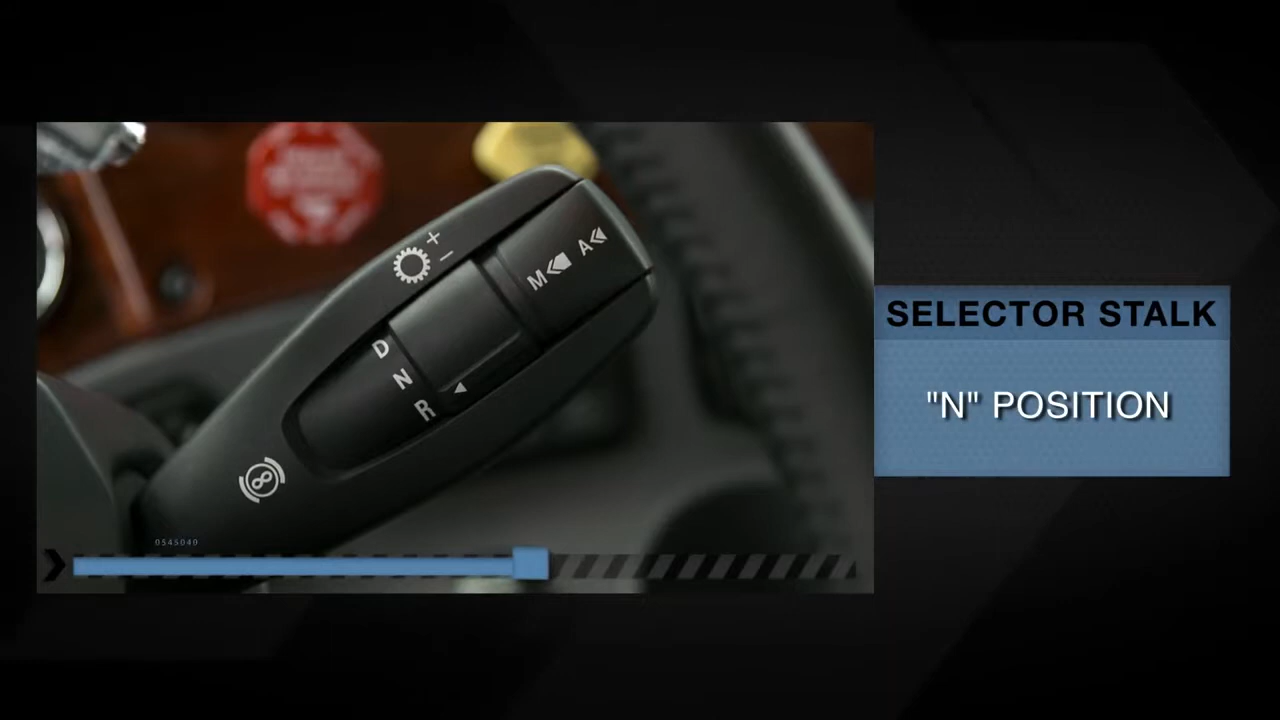 +
−
M A
D
N
R
0545040
SELECTOR STALK
"N" POSITION